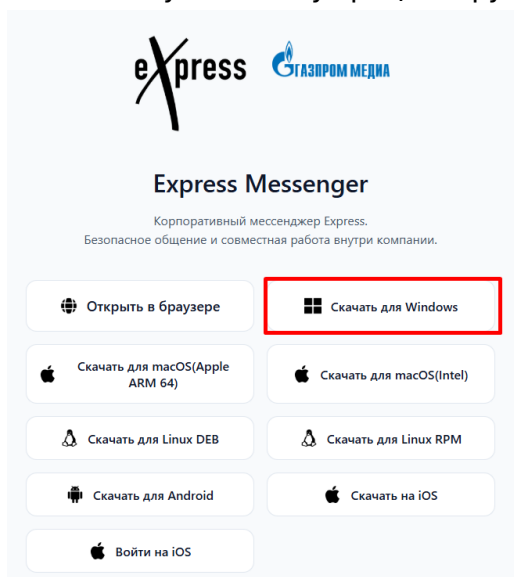 eXpress
ГАЗПРОМ МЕДИА
Express Messenger
Корпоративный мессенджер Express.
Безопасное общение и совместная работа внутри компании.
Открыть в браузере
Скачать для Windows
Скачать для macOS(Apple
ARM 64)
Скачать для macOS(Intel)
Скачать для Linux DEB
Скачать для Linux RPM
Скачать для Android
Скачать на iOS
Войти на iOS